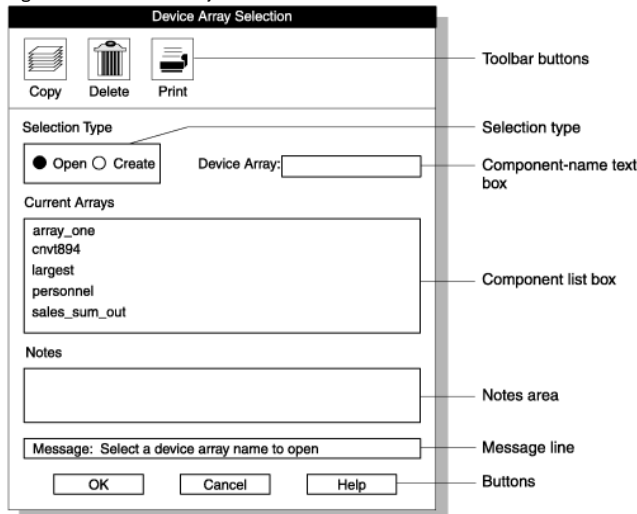 Device Array Selection
Copy Delete Print
Toolbar buttons
Selection Type
Selection type
Open Create
Device Array:
Component-name text
box
Current Arrays
array_one
cnvt894
largest
personnel
sales_sum_out
Component list box
Notes
Notes area
Message: Select a device array name to open
Message line
OK Cancel Help
Buttons